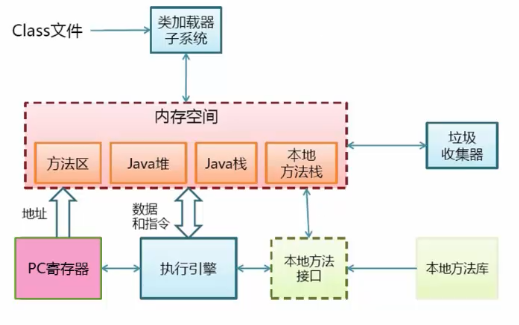 Class文件
类加载器
子系统
内存空间
方法区
Java堆
Java栈
本地
方法栈
垃圾
收集器
地址
数据
和指令
PC寄存器
执行引擎
本地方法
接口
本地方法库